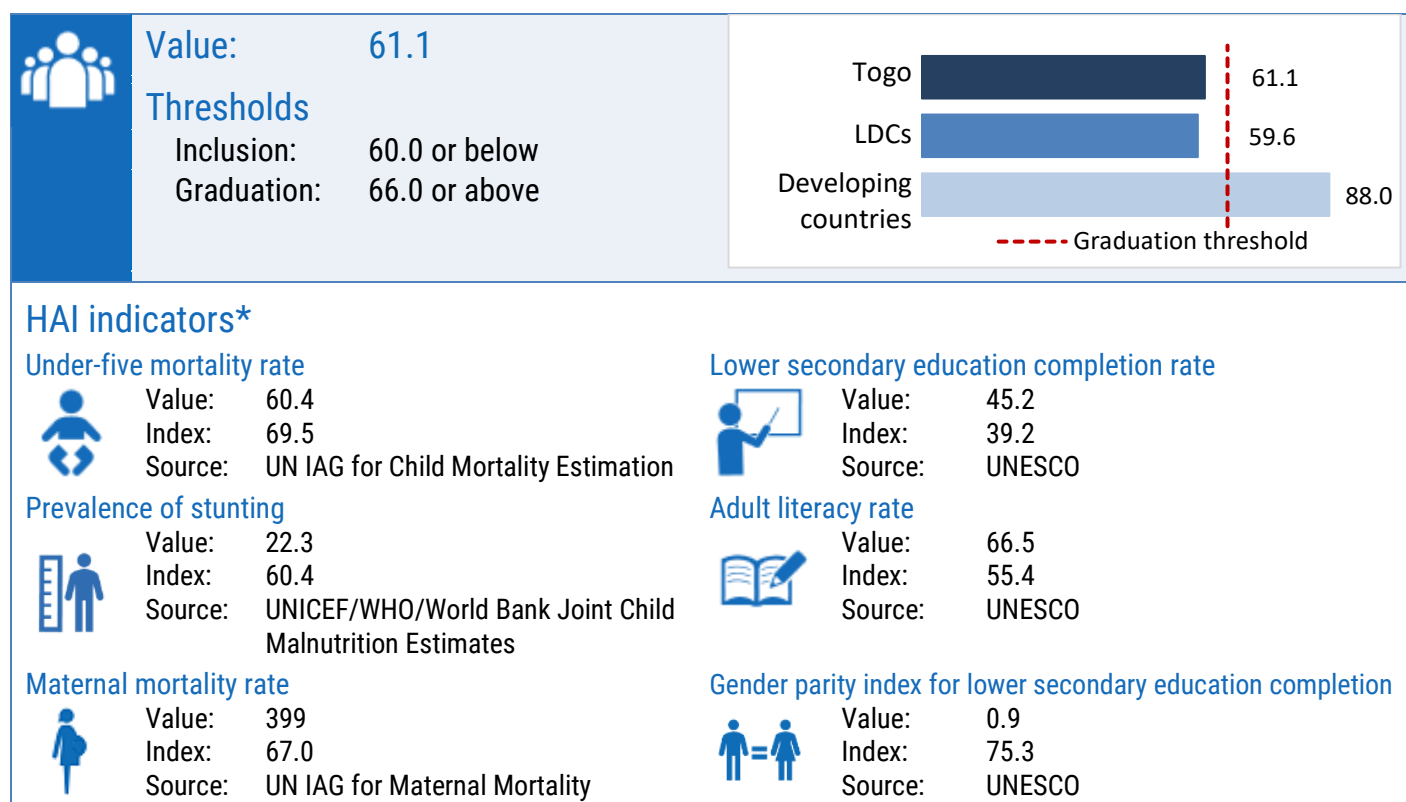 Value: 61.1
Thresholds
Inclusion: 60.0 or below
Graduation: 66.0 or above
Togo 61.1
LDCs 59.6
Developing
countries 88.0
Graduation threshold
HAI indicators*
Under-five mortality rate
Value: 60.4
Index: 69.5
Source: UN IAG for Child Mortality Estimation
Prevalence of stunting
Value: 22.3
Index: 60.4
Source: UNICEF/WHO/World Bank Joint Child
Malnutrition Estimates
Maternal mortality rate
Value: 399
Index: 67.0
Source: UN IAG for Maternal Mortality
Lower secondary education completion rate
Value: 45.2
Index: 39.2
Source: UNESCO
Adult literacy rate
Value: 66.5
Index: 55.4
Source: UNESCO
Gender parity index for lower secondary education completion
Value: 0.9
Index: 75.3
Source: UNESCO